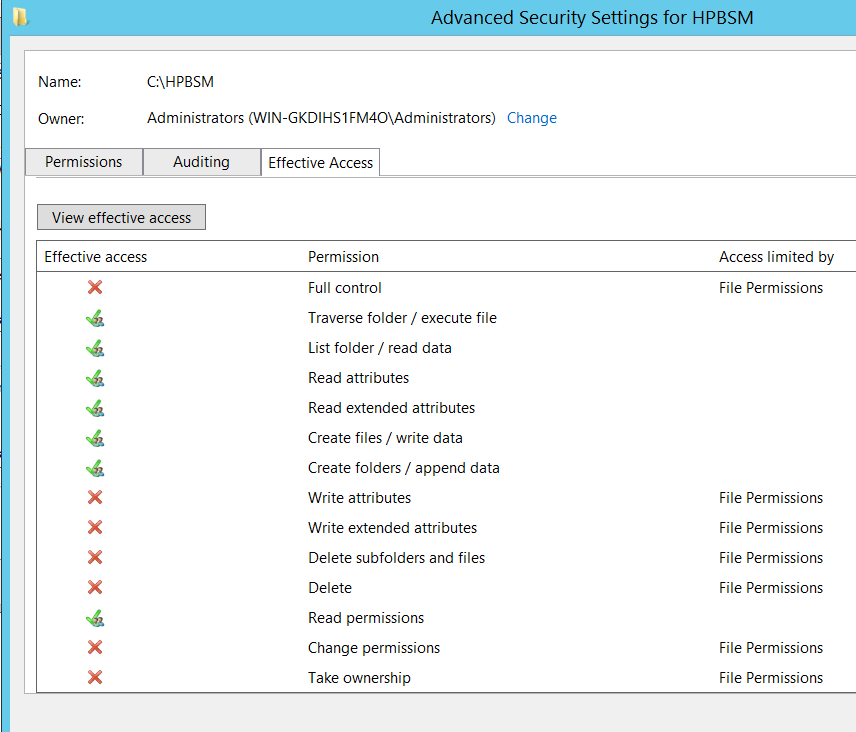 Advanced Security Settings for HPBSM
Name: C:\HPBSM
Owner: Administrators (WIN-GKDIHS1FM4O\Administrators) Change
Permissions Auditing Effective Access
View effective access
Effective access Permission Access limited by
Full control File Permissions
Traverse folder / execute file
List folder / read data
Read attributes
Read extended attributes
Create files / write data
Create folders / append data
Write attributes File Permissions
Write extended attributes File Permissions
Delete subfolders and files File Permissions
Delete File Permissions
Read permissions
Change permissions File Permissions
Take ownership File Permissions